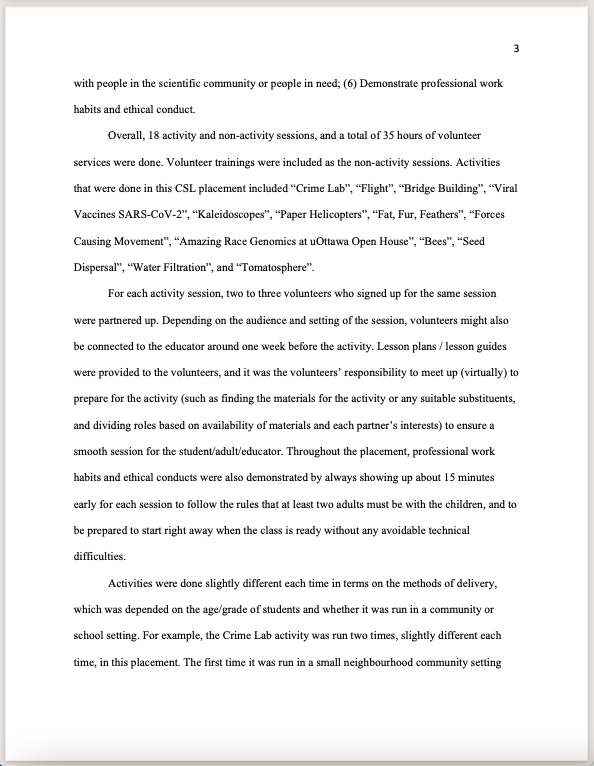 3
with people in the scientific community or people in need; (6) Demonstrate professional work
habits and ethical conduct.
Overall, 18 activity and non-activity sessions, and a total of 35 hours of volunteer
services were done. Volunteer trainings were included as the non-activity sessions. Activities
that were done in this CSL placement included “Crime Lab”, “Flight”, “Bridge Building”, “Viral
Vaccines SARS-CoV-2”, “Kaleidoscopes”, “Paper Helicopters”, “Fat, Fur, Feathers”, “Forces
Causing Movement”, “Amazing Race Genomics at uOttawa Open House”, “Bees”, “Seed
Dispersal”, “Water Filtration”, and “Tomatosphere”.
For each activity session, two to three volunteers who signed up for the same session
were partnered up. Depending on the audience and setting of the session, volunteers might also
be connected to the educator around one week before the activity. Lesson plans / lesson guides
were provided to the volunteers, and it was the volunteers’ responsibility to meet up (virtually) to
prepare for the activity (such as finding the materials for the activity or any suitable substituents,
and dividing roles based on availability of materials and each partner’s interests) to ensure a
smooth session for the student/adult/educator. Throughout the placement, professional work
habits and ethical conducts were also demonstrated by always showing up about 15 minutes
early for each session to follow the rules that at least two adults must be with the children, and to
be prepared to start right away when the class is ready without any avoidable technical
difficulties.
Activities were done slightly different each time in terms on the methods of delivery,
which was depended on the age/grade of students and whether it was run in a community or
school setting. For example, the Crime Lab activity was run two times, slightly different each
time, in this placement. The first time it was run in a small neighbourhood community setting